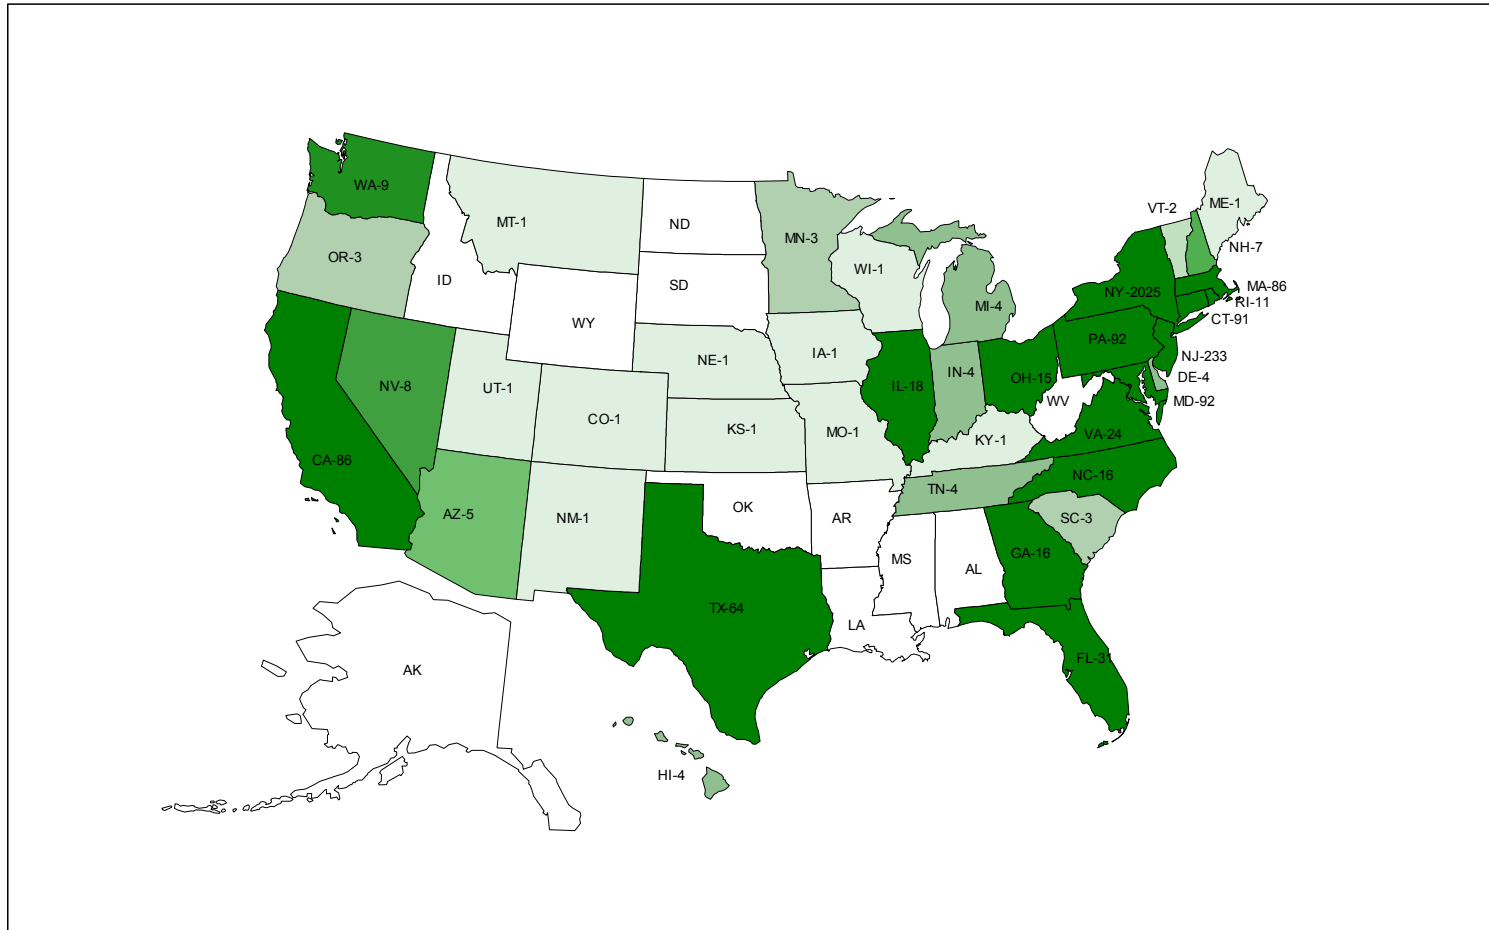 WA-9
MT-1
ND
MN-3
VT-2
ME-1
NH-7
OR-3
ID
SD
WI-1
MI-4
NY-2025
MA-86
RI-11
CT-91
WY
NE-1
IA-1
PA-92
NJ-233
DE-4
MD-92
NV-8
UT-1
CO-1
KS-1
MO-1
IL-18
IN-4
OH-15
WV
KY-1
VA-24
CA-86
AZ-5
NM-1
OK
AR
TN-4
NC-16
SC-3
MS
AL
GA-16
TX-64
LA
FL-31
AK
HI-4